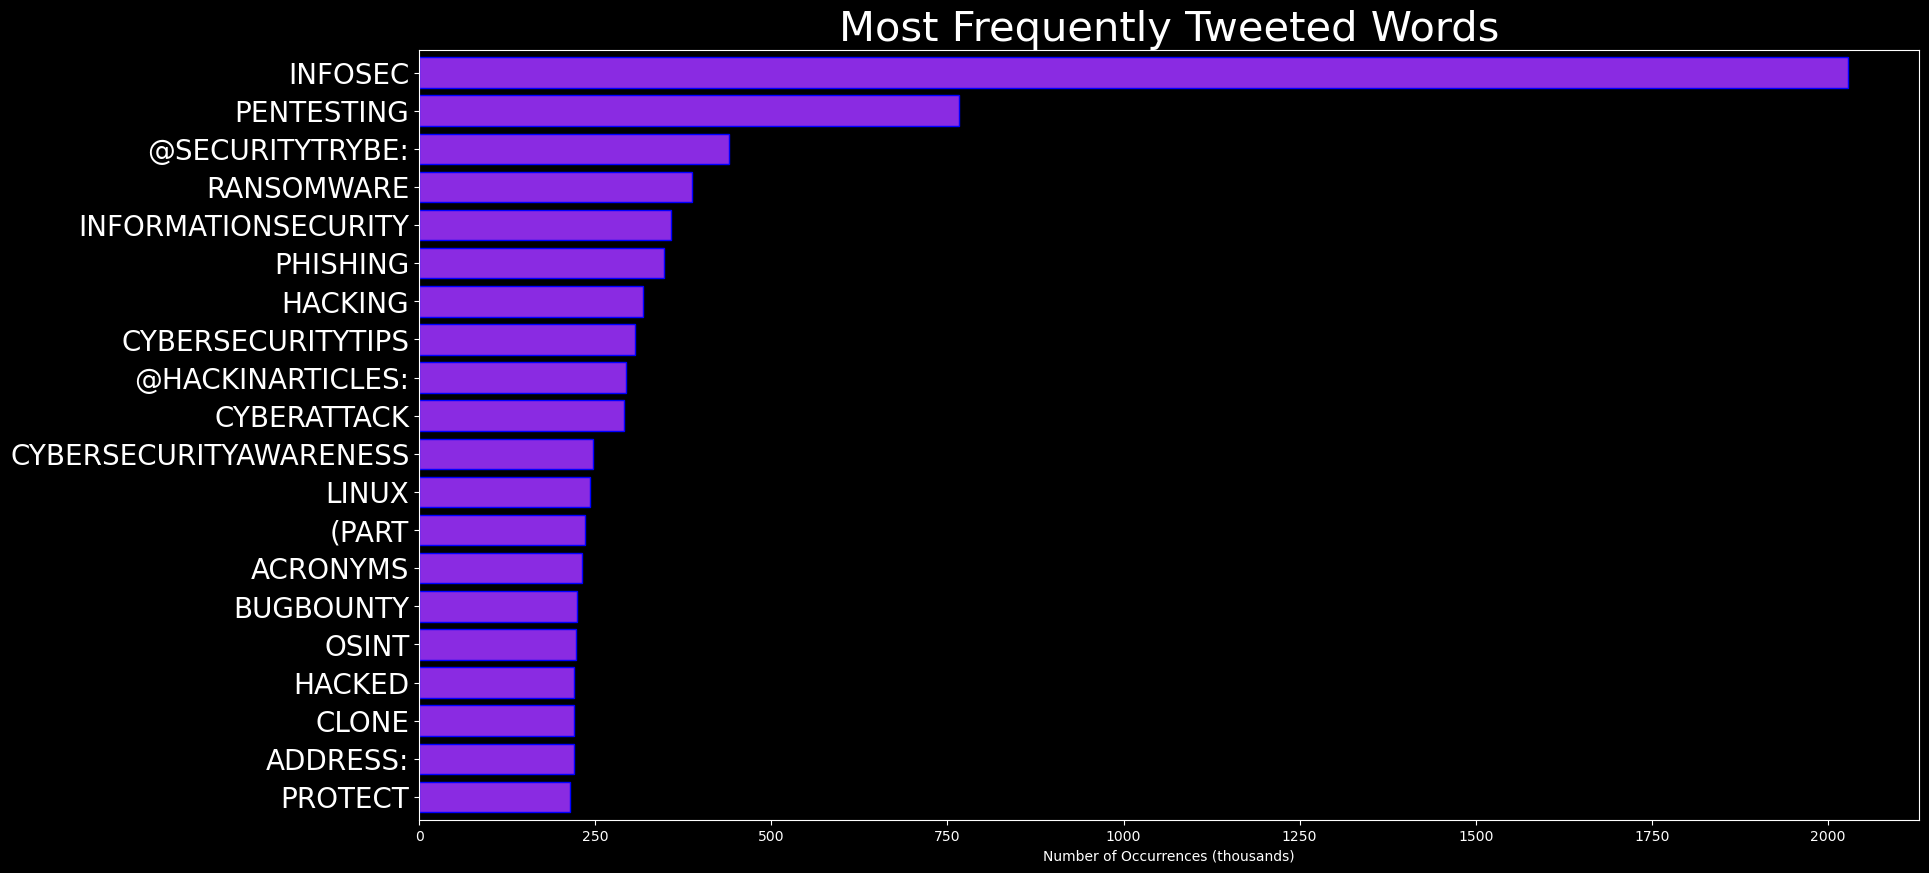 Most Frequently Tweeted Words
INFOSEC
PENTESTING
@SECURITYTRYBE:
RANSOMWARE
INFORMATIONSECURITY
PHISHING
HACKING
CYBERSECURITYTIPS
@HACKINARTICLES:
CYBERATTACK
CYBERSECURITYAWARENESS
LINUX
(PART
ACRONYMS
BUGBOUNTY
OSINT
HACKED
CLONE
ADDRESS:
PROTECT
0 250 500 750 1000 1250 1500 1750 2000
Number of Occurrences (thousands)